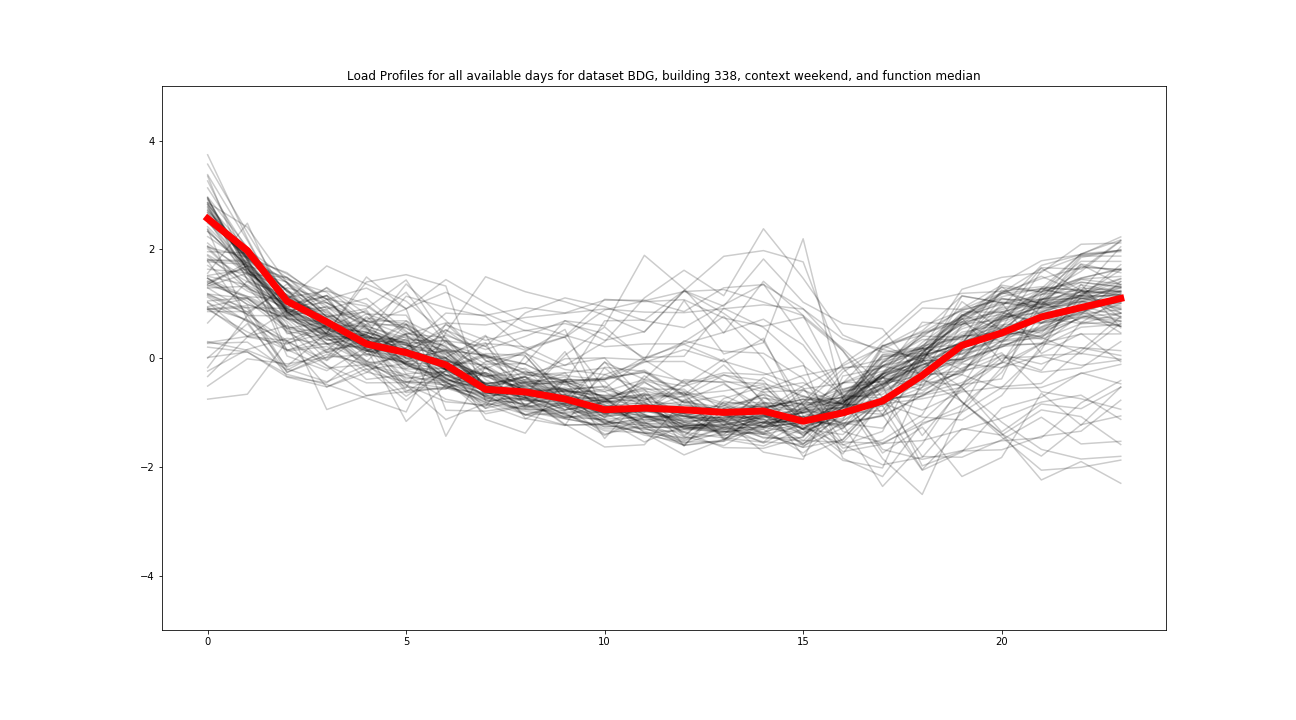 Load Profiles for all available days for dataset BDG, building 338, context weekend, and function median
4
2
0
−2
−4
0 5 10 15 20